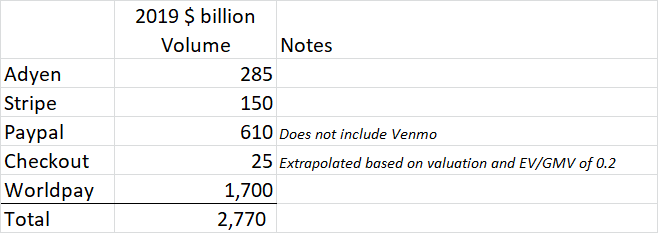 2019 $ billion
Volume Notes
Adyen 285
Stripe 150
Paypal 610 Does not include Venmo
Checkout 25 Extrapolated based on valuation and EV/GMV of 0.2
Worldpay 1,700
Total 2,770